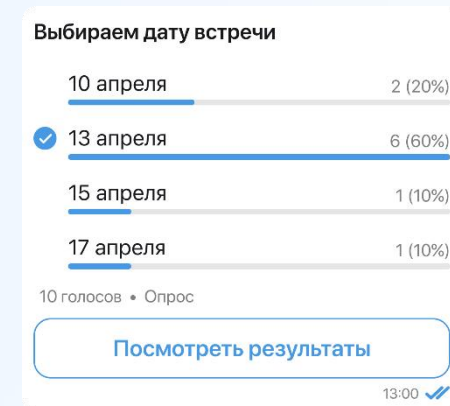 Выбираем дату встречи
10 апреля 2 (20%)
13 апреля 6 (60%)
15 апреля 1 (10%)
17 апреля 1 (10%)
10 голосов • Опрос
Посмотреть результаты
13:00